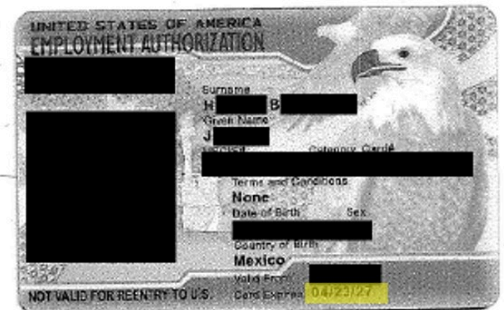 UNITED STATES OF AMERICA
EMPLOYMENT AUTHORIZATION
Surname
H B
Given Name
J
Category Card#
Terms and Conditions
None
Date of Birth Sex
Country of Birth
Mexico
Valid From
Card Expires 04/23/27
NOT VALID FOR REENTRY TO U.S.